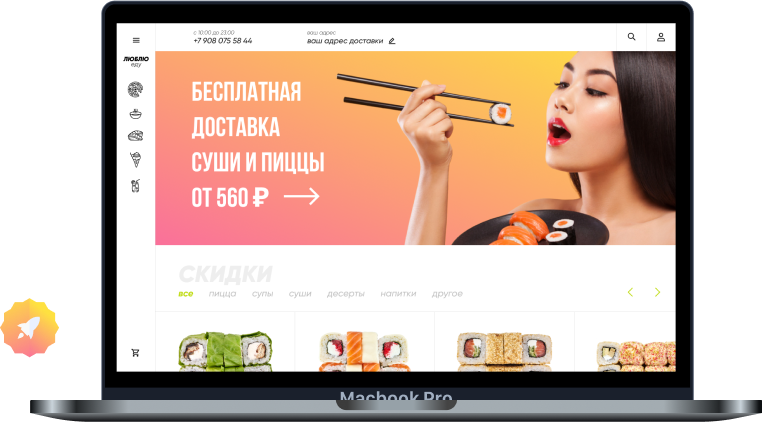 с 10:00 до 23:00
+7 908 075 58 44
ваш адрес
ваш адрес доставки
ЛЮБЛЮ
еду
БЕСПЛАТНАЯ
ДОСТАВКА
СУШИ И ПИЦЦЫ
ОТ 560 ₽
СКИДКИ
все пицца супы суши десерты напитки другое
Macbook Pro